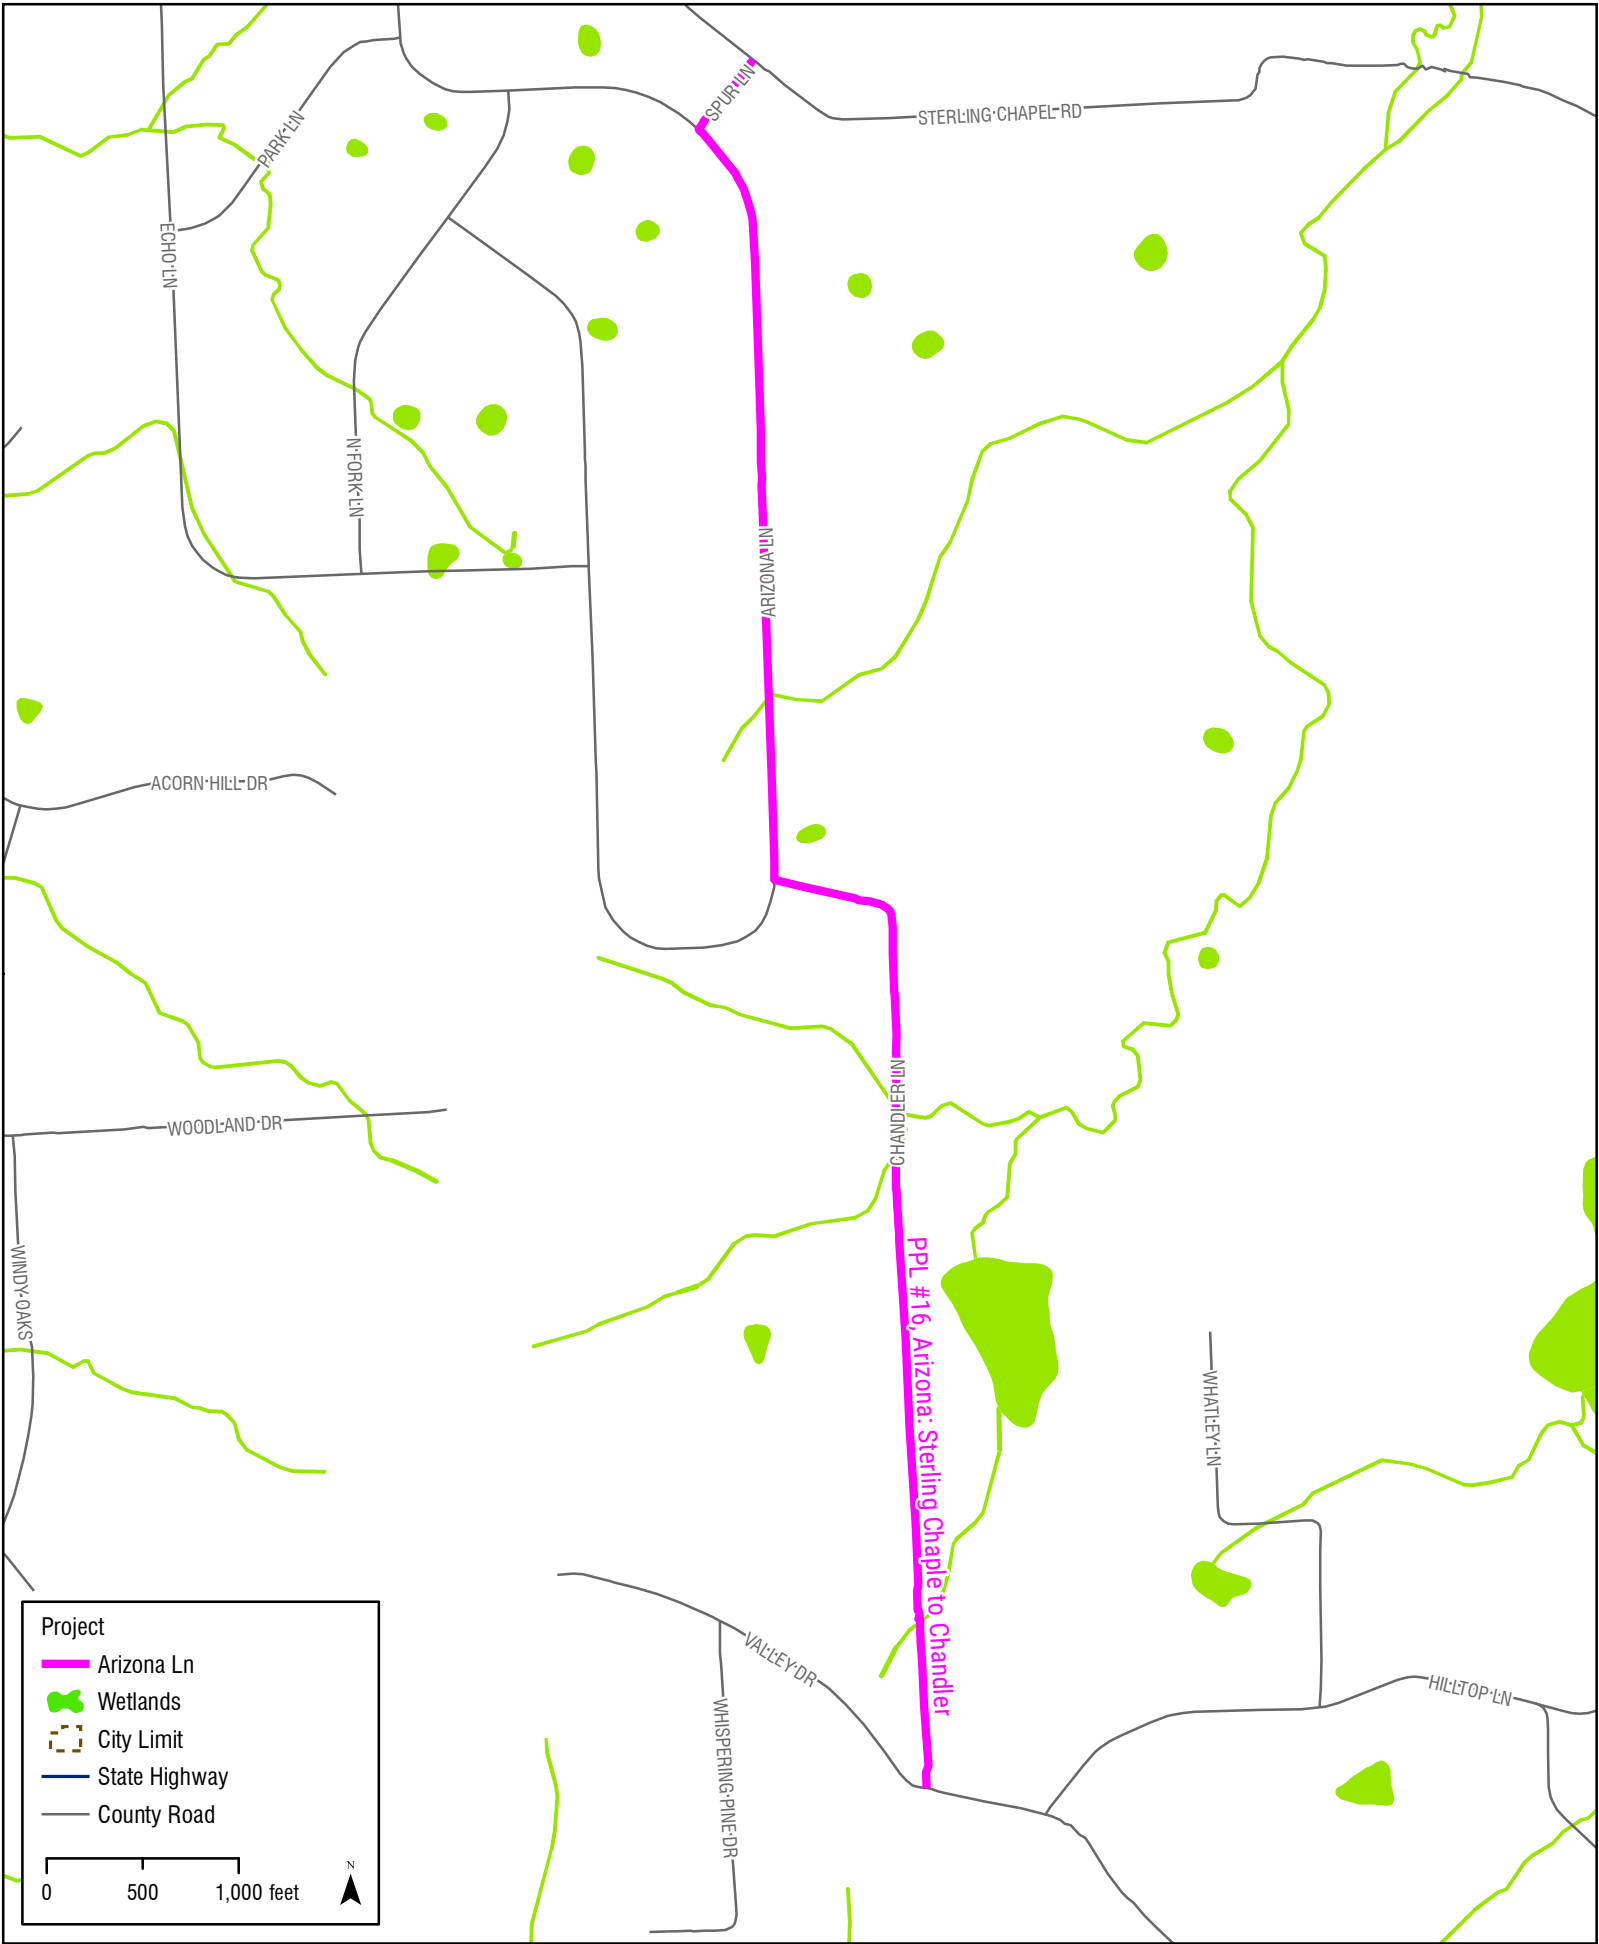 SPUR LN
STERLING CHAPEL RD
PARK LN
ECHO LN
N FORK LN
ARIZONA LN
ACORN HILL DR
CHANDLER LN
WOODLAND DR
WINDY OAKS
PPL #16, Arizona: Sterling Chaple to Chandler
WHATLEY LN
VALLEY DR
HILLTOP LN
WHISPERING PINE DR
Project
Arizona Ln
Wetlands
City Limit
State Highway
County Road
N
0 500 1,000 feet